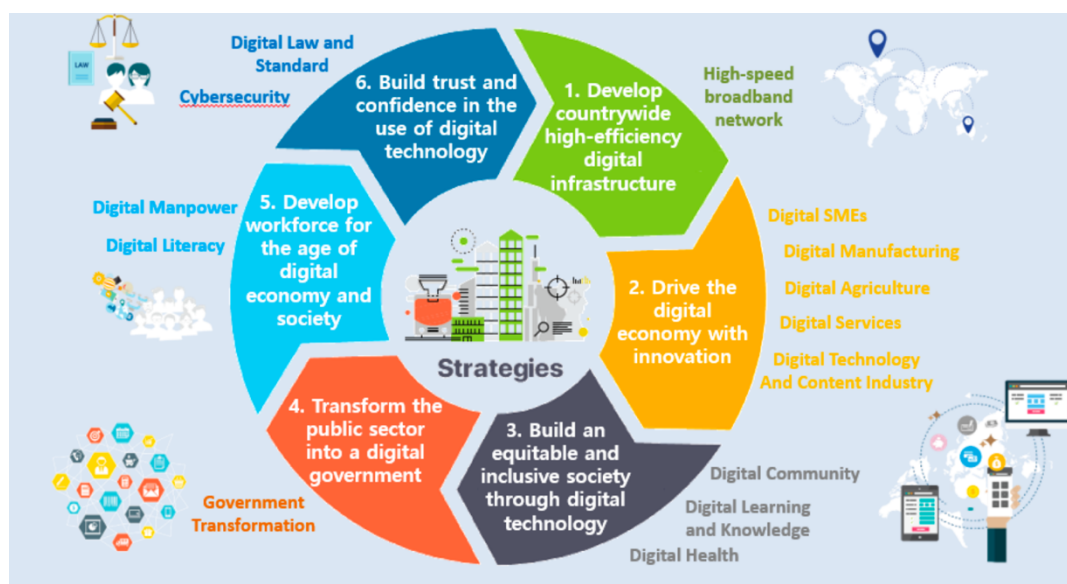 Digital Law and
Standard
Cybersecurity
LAW
6. Build trust and
confidence in the
use of digital
technology
1. Develop
countrywide
high-efficiency
digital
infrastructure
High-speed
broadband
network
Digital SMEs
Digital Manufacturing
Digital Agriculture
Digital Services
Digital Technology
And Content Industry
2. Drive the
digital
economy with
innovation
3. Build an
equitable and
inclusive society
through digital
technology
Digital Community
Digital Learning
and Knowledge
Digital Health
4. Transform the
public sector
into a digital
government
Government
Transformation
5. Develop
workforce for
the age of
digital
economy and
society
Digital Manpower
Digital Literacy
Strategies